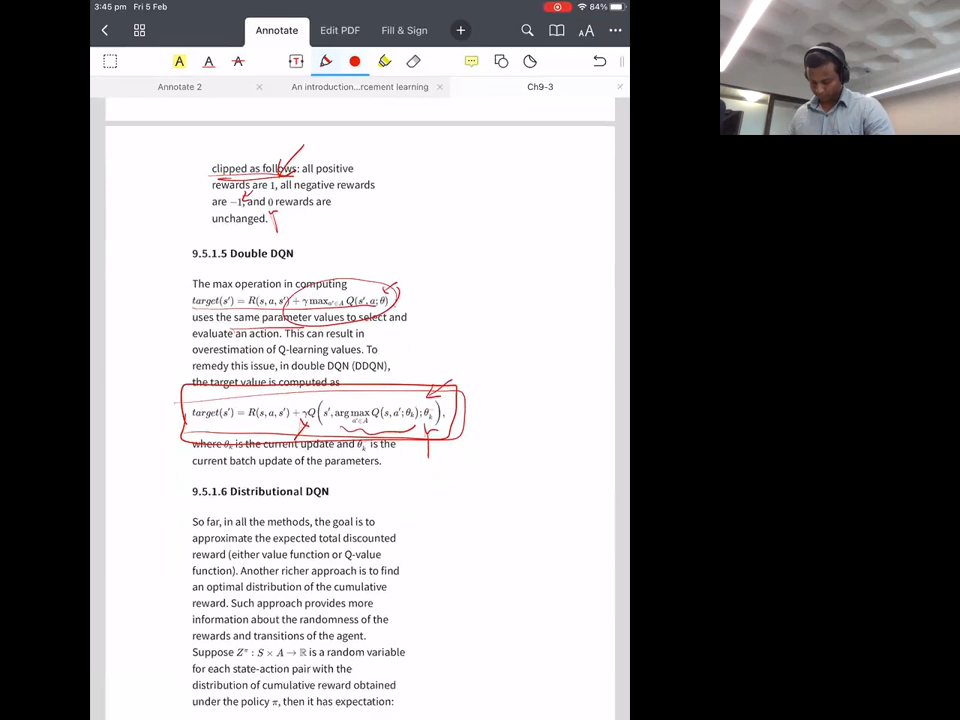 3:45 pm Fri 5 Feb 84%
Annotate Edit PDF Fill & Sign
A A A T AA
Annotate 2 An introduction...rcement learning Ch9-3
clipped as follows: all positive
rewards are 1, all negative rewards
are −1, and 0 rewards are
unchanged.
9.5.1.5 Double DQN
The max operation in computing
target(s′) = R(s, a, s′) + γ max_{a′∈A} Q(s′, a; θ)
uses the same parameter values to select and
evaluate an action. This can result in
overestimation of Q-learning values. To
remedy this issue, in double DQN (DDQN),
the target value is computed as
target(s′) = R(s, a, s′) + γQ(s′, arg max_{a′∈A} Q(s, a′; θ_k); θ_k^−),
where θ_k is the current update and θ_k^− is the
current batch update of the parameters.
9.5.1.6 Distributional DQN
So far, in all the methods, the goal is to
approximate the expected total discounted
reward (either value function or Q-value
function). Another richer approach is to find
an optimal distribution of the cumulative
reward. Such approach provides more
information about the randomness of the
rewards and transitions of the agent.
Suppose Z^π : S × A → ℝ is a random variable
for each state-action pair with the
distribution of cumulative reward obtained
under the policy π, then it has expectation: